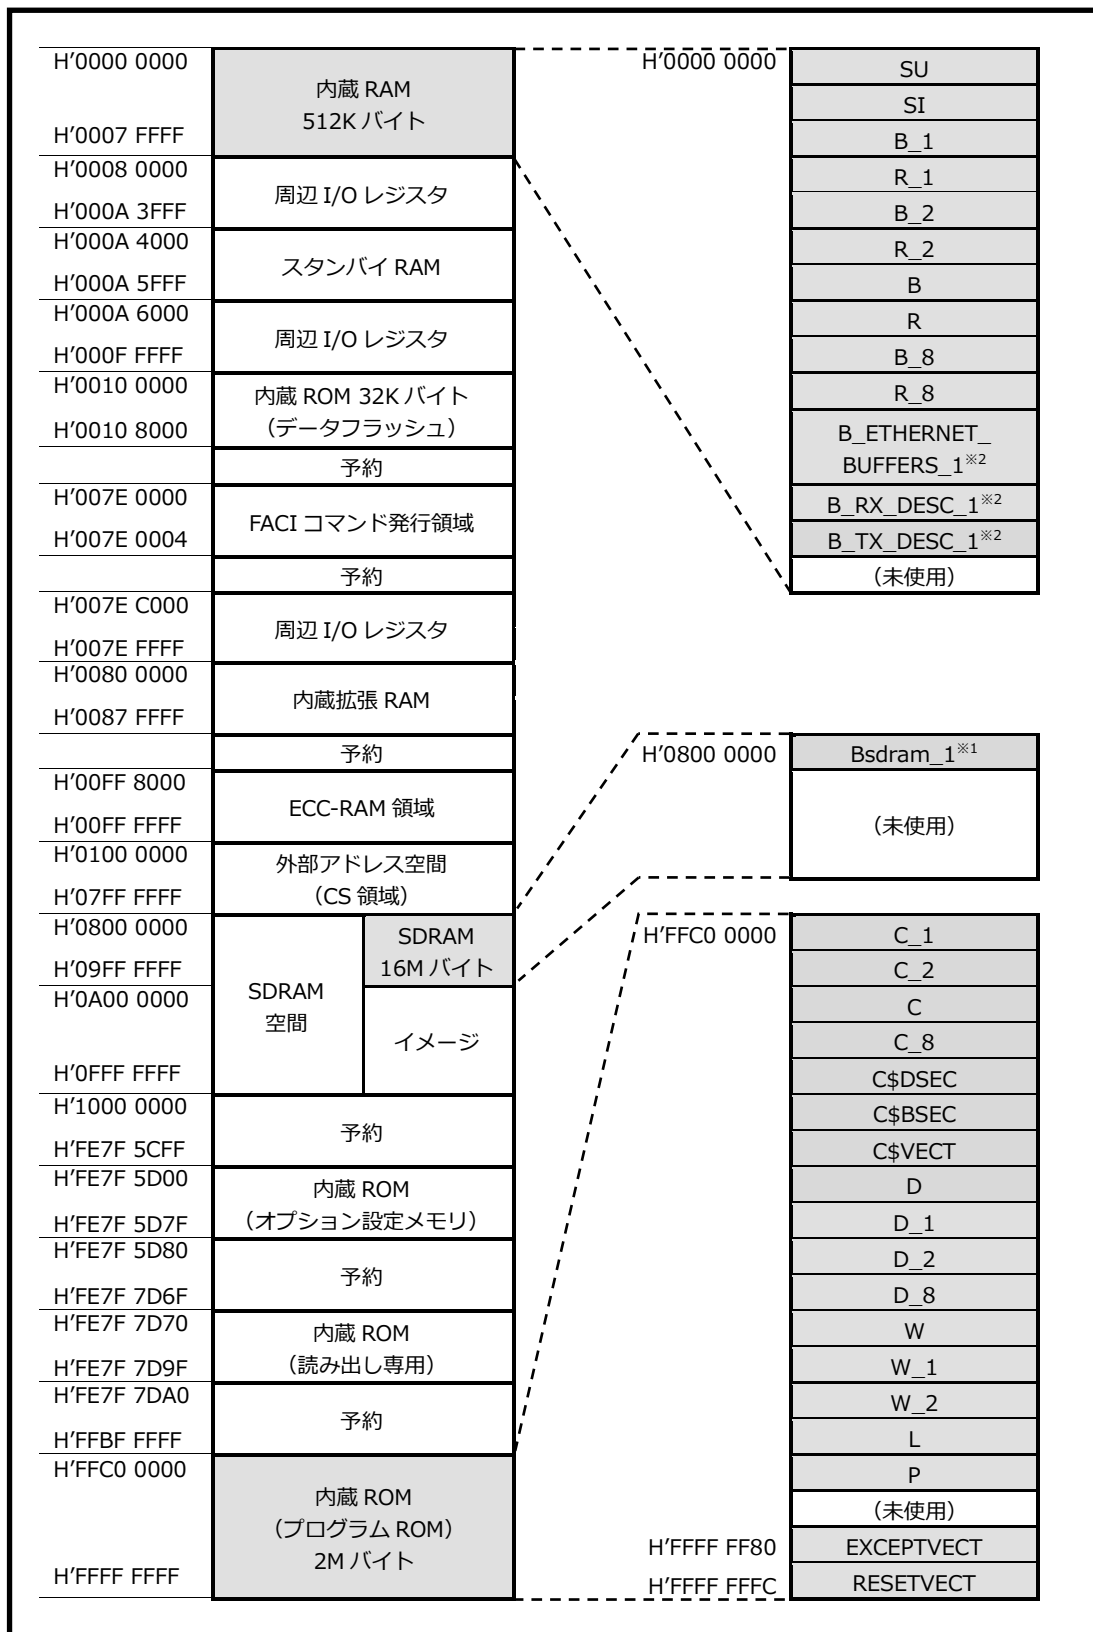 H'0000 0000
内蔵 RAM
512K バイト
H'0007 FFFF
H'0008 0000
周辺 I/O レジスタ
H'000A 3FFF
H'000A 4000
スタンバイ RAM
H'000A 5FFF
H'000A 6000
周辺 I/O レジスタ
H'000F FFFF
H'0010 0000
内蔵 ROM 32K バイト
（データフラッシュ）
H'0010 8000
予約
H'007E 0000
FACI コマンド発行領域
H'007E 0004
予約
H'007E C000
周辺 I/O レジスタ
H'007E FFFF
H'0080 0000
内蔵拡張 RAM
H'0087 FFFF
予約
H'00FF 8000
ECC-RAM 領域
H'00FF FFFF
H'0100 0000
外部アドレス空間
（CS 領域）
H'07FF FFFF
H'0800 0000
SDRAM
16M バイト
H'09FF FFFF
H'0A00 0000
SDRAM
空間
イメージ
H'0FFF FFFF
H'1000 0000
予約
H'FE7F 5CFF
H'FE7F 5D00
内蔵 ROM
（オプション設定メモリ）
H'FE7F 5D7F
H'FE7F 5D80
予約
H'FE7F 7D6F
H'FE7F 7D70
内蔵 ROM
（読み出し専用）
H'FE7F 7D9F
H'FE7F 7DA0
予約
H'FFBF FFFF
H'FFC0 0000
内蔵 ROM
（プログラム ROM）
2M バイト
H'FFFF FFFF
H'0000 0000
SU
SI
B_1
R_1
B_2
R_2
B
R
B_8
R_8
B_ETHERNET_
BUFFERS_1※2
B_RX_DESC_1※2
B_TX_DESC_1※2
（未使用）
H'0800 0000
Bsdram_1※1
（未使用）
H'FFC0 0000
C_1
C_2
C
C_8
C$DSEC
C$BSEC
C$VECT
D
D_1
D_2
D_8
W
W_1
W_2
L
P
（未使用）
H'FFFF FF80
EXCEPTVECT
H'FFFF FFFC
RESETVECT